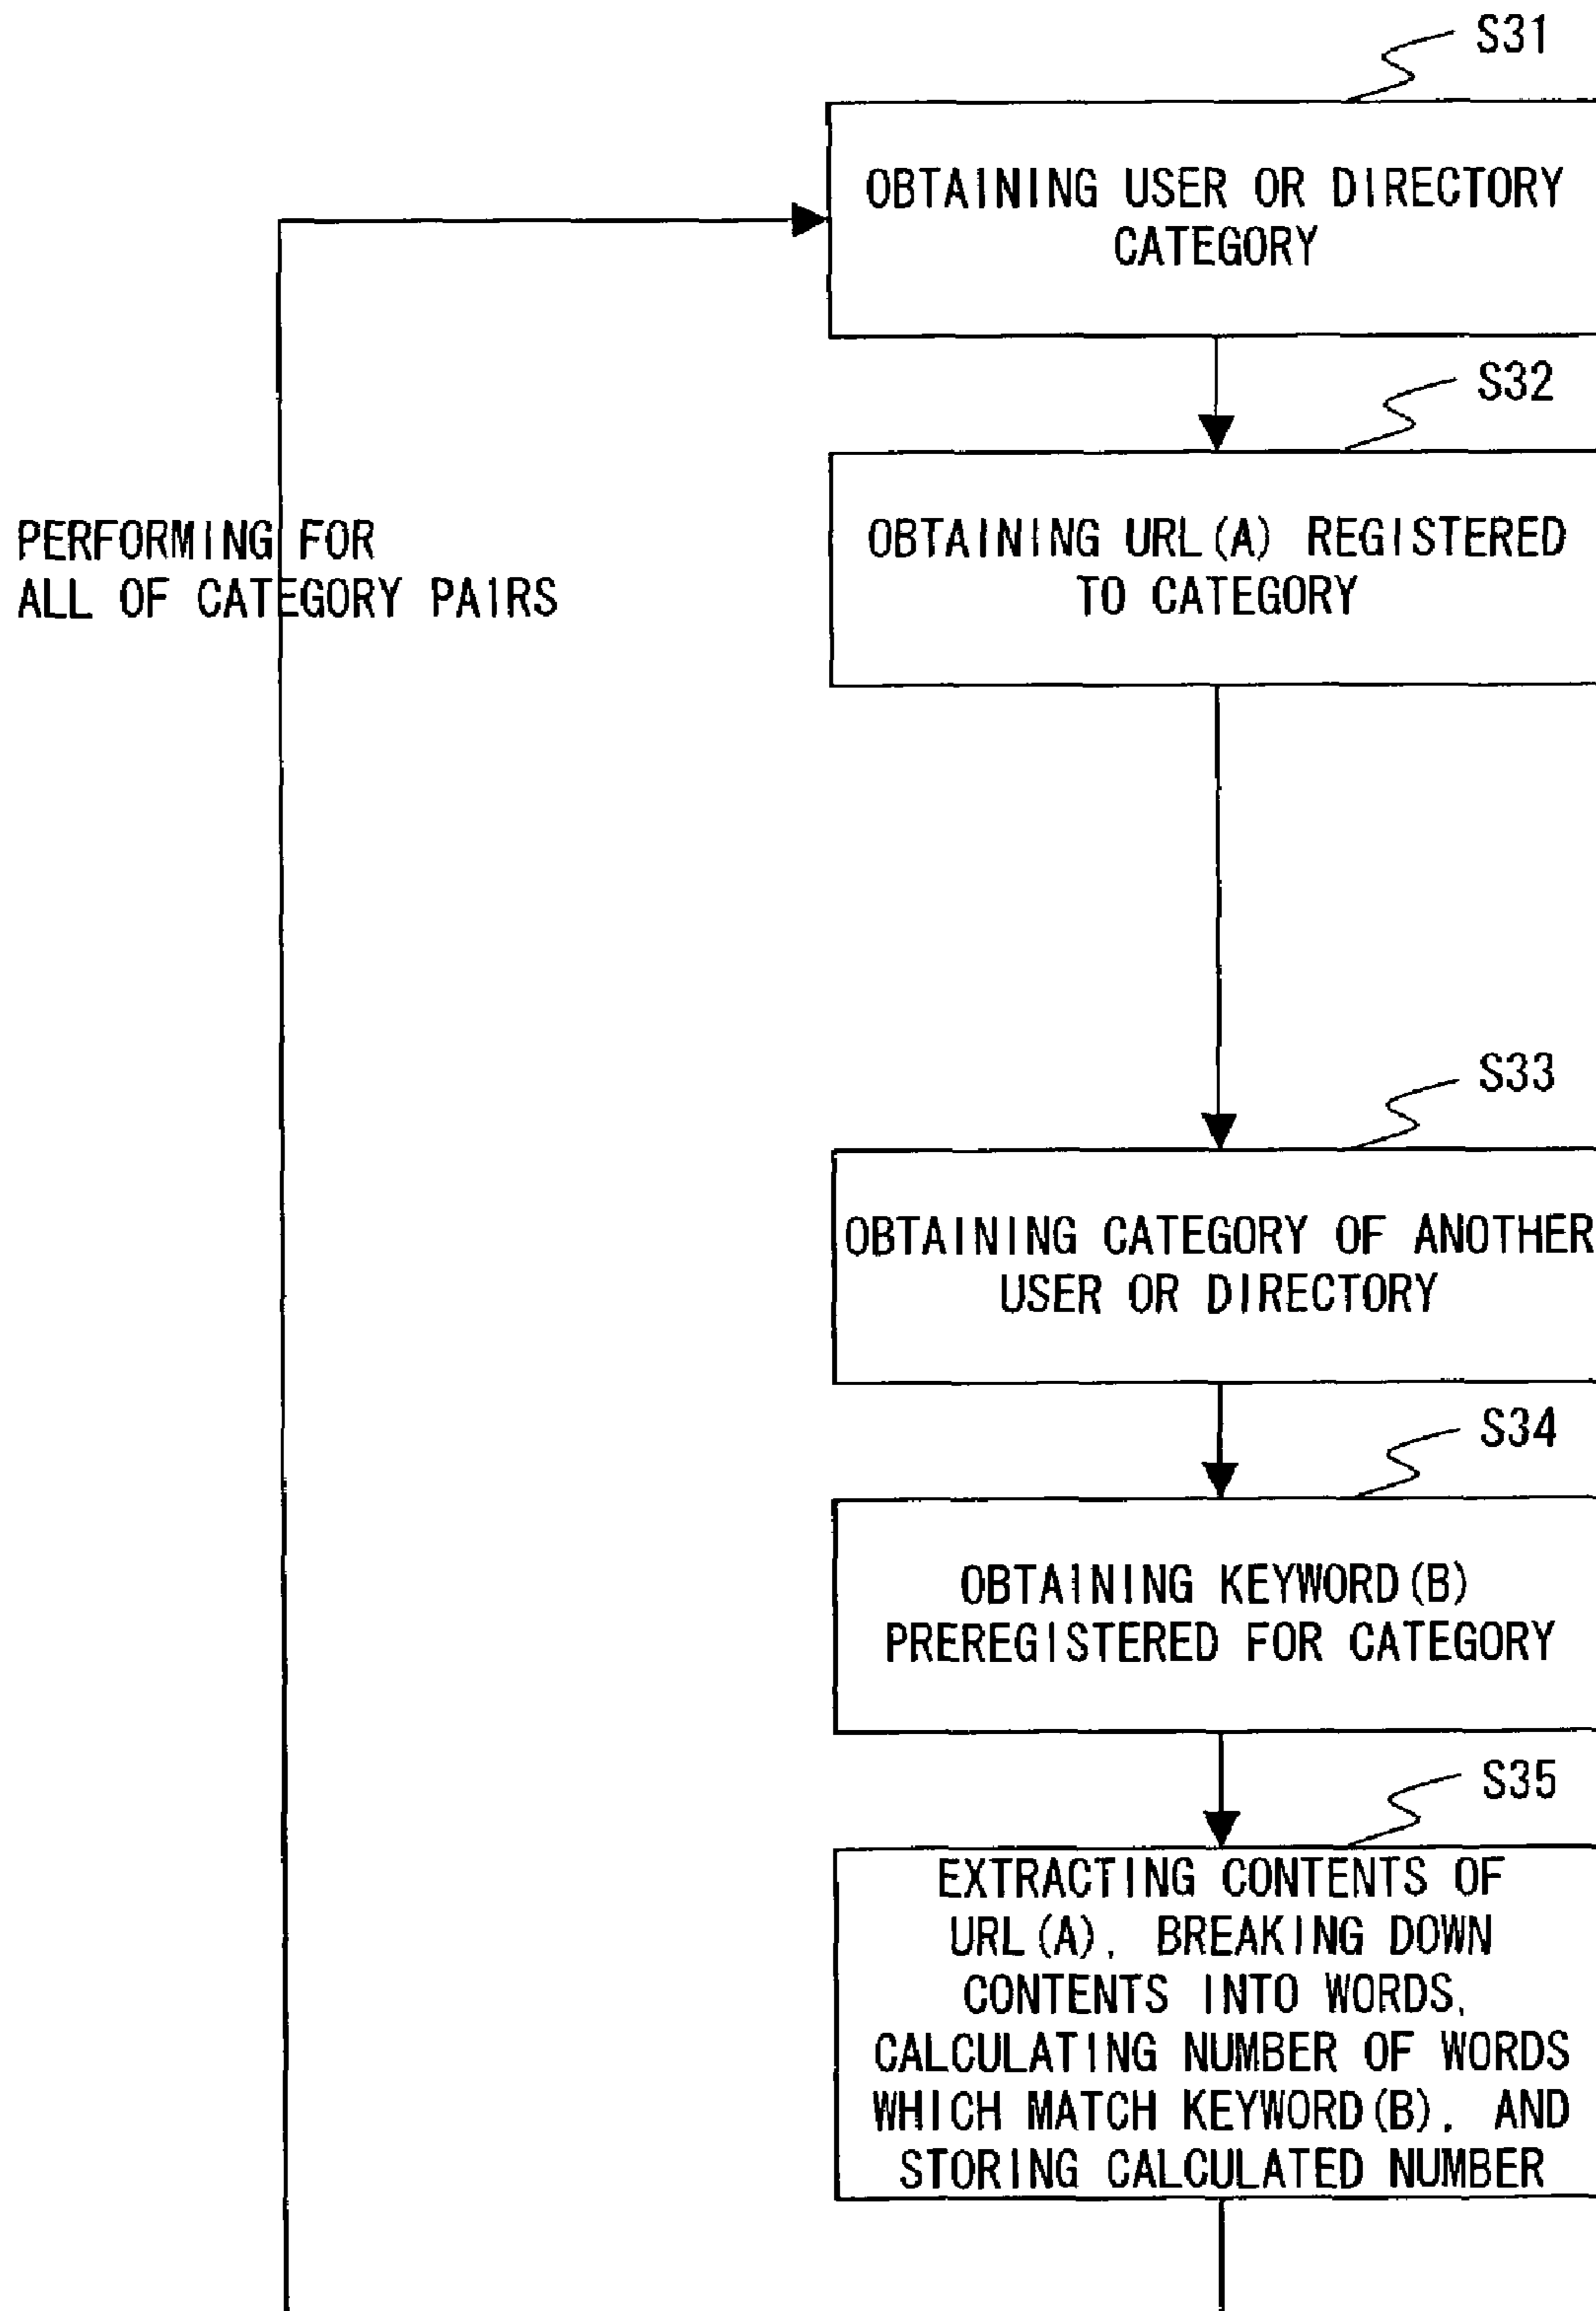 S31
OBTAINING USER OR DIRECTORY
CATEGORY
S32
OBTAINING URL(A) REGISTERED
TO CATEGORY
PERFORMING FOR
ALL OF CATEGORY PAIRS
S33
OBTAINING CATEGORY OF ANOTHER
USER OR DIRECTORY
S34
OBTAINING KEYWORD(B)
PREREGISTERED FOR CATEGORY
S35
EXTRACTING CONTENTS OF
URL(A), BREAKING DOWN
CONTENTS INTO WORDS,
CALCULATING NUMBER OF WORDS
WHICH MATCH KEYWORD(B), AND
STORING CALCULATED NUMBER